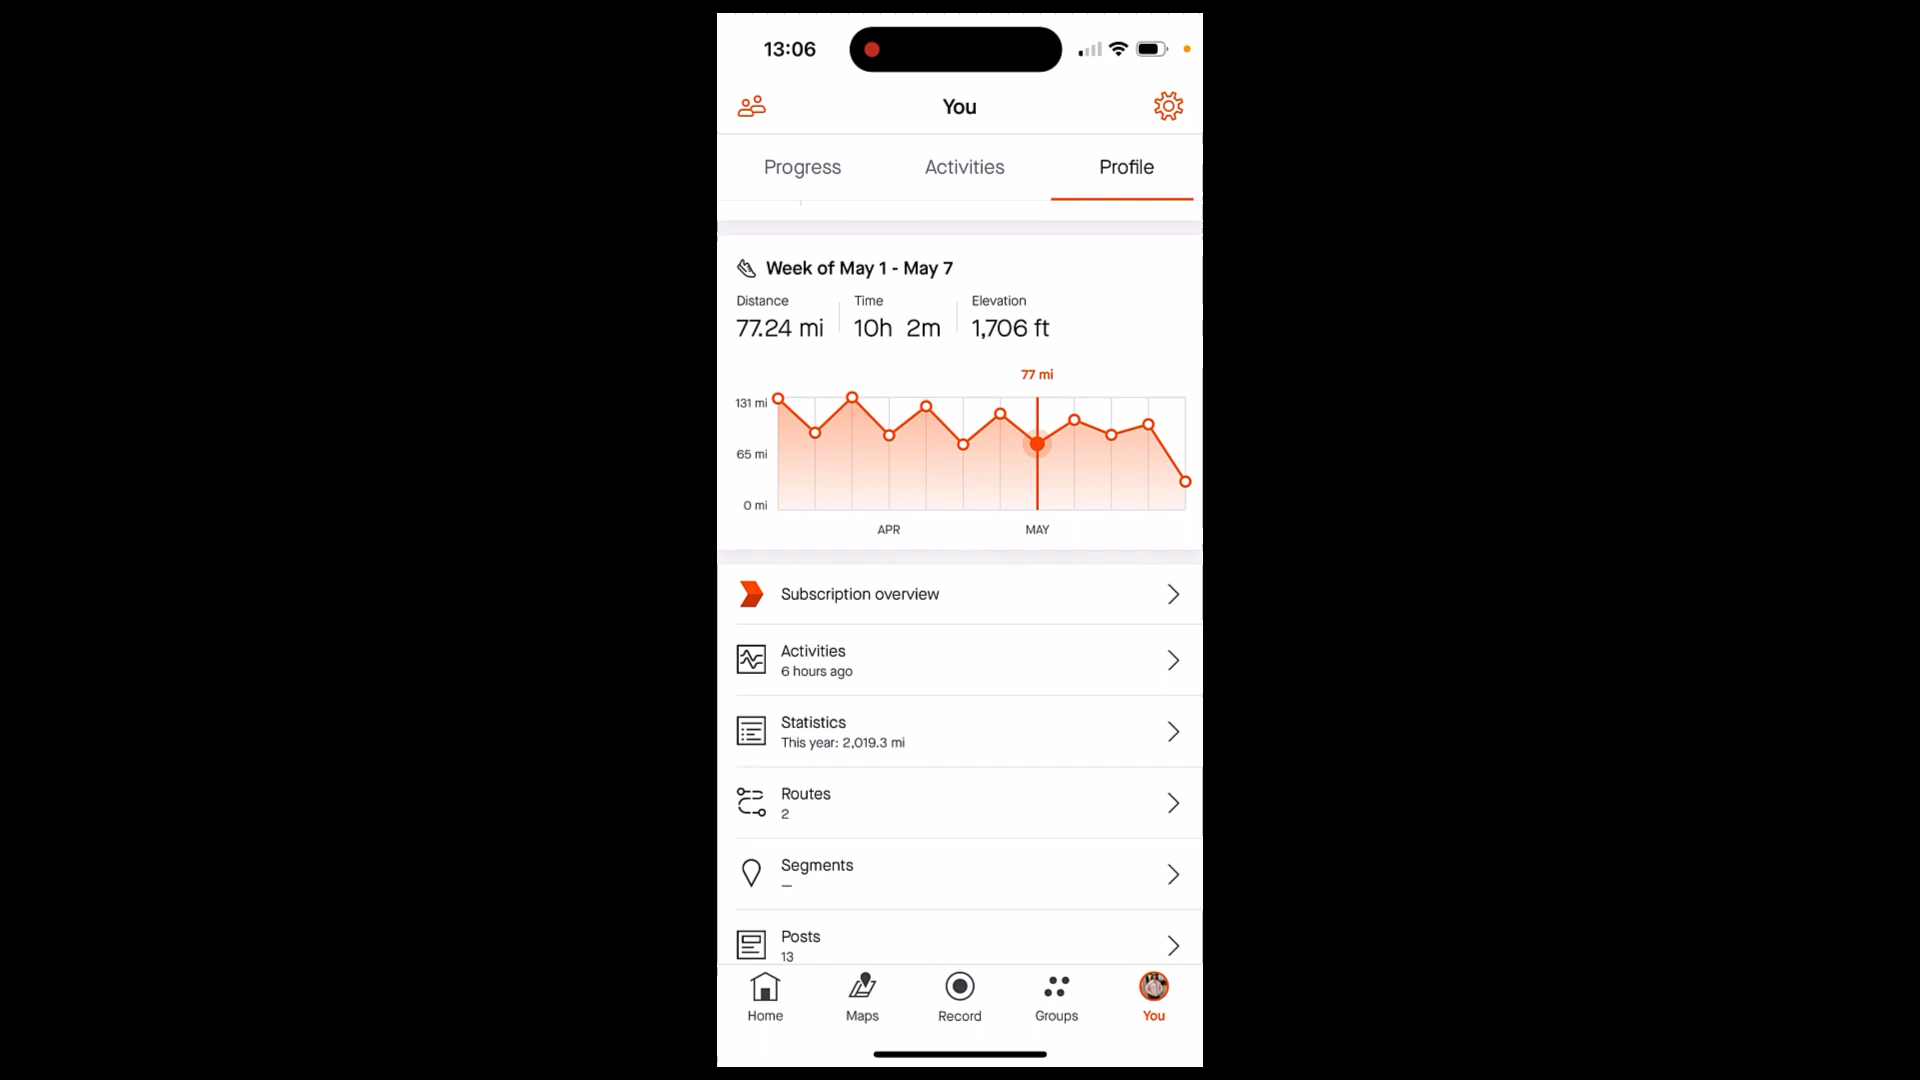 13:06
You
Progress
Activities
Profile
Week of May 1 - May 7
Distance
Time
Elevation
77.24 mi
10h 2m
1,706 ft
77 mi
131 mi
65 mi
0 mi
APR
MAY
Subscription overview
Activities
6 hours ago
Statistics
This year: 2,019.3 mi
Routes
2
Segments
—
Posts
13
Home
Maps
Record
Groups
You